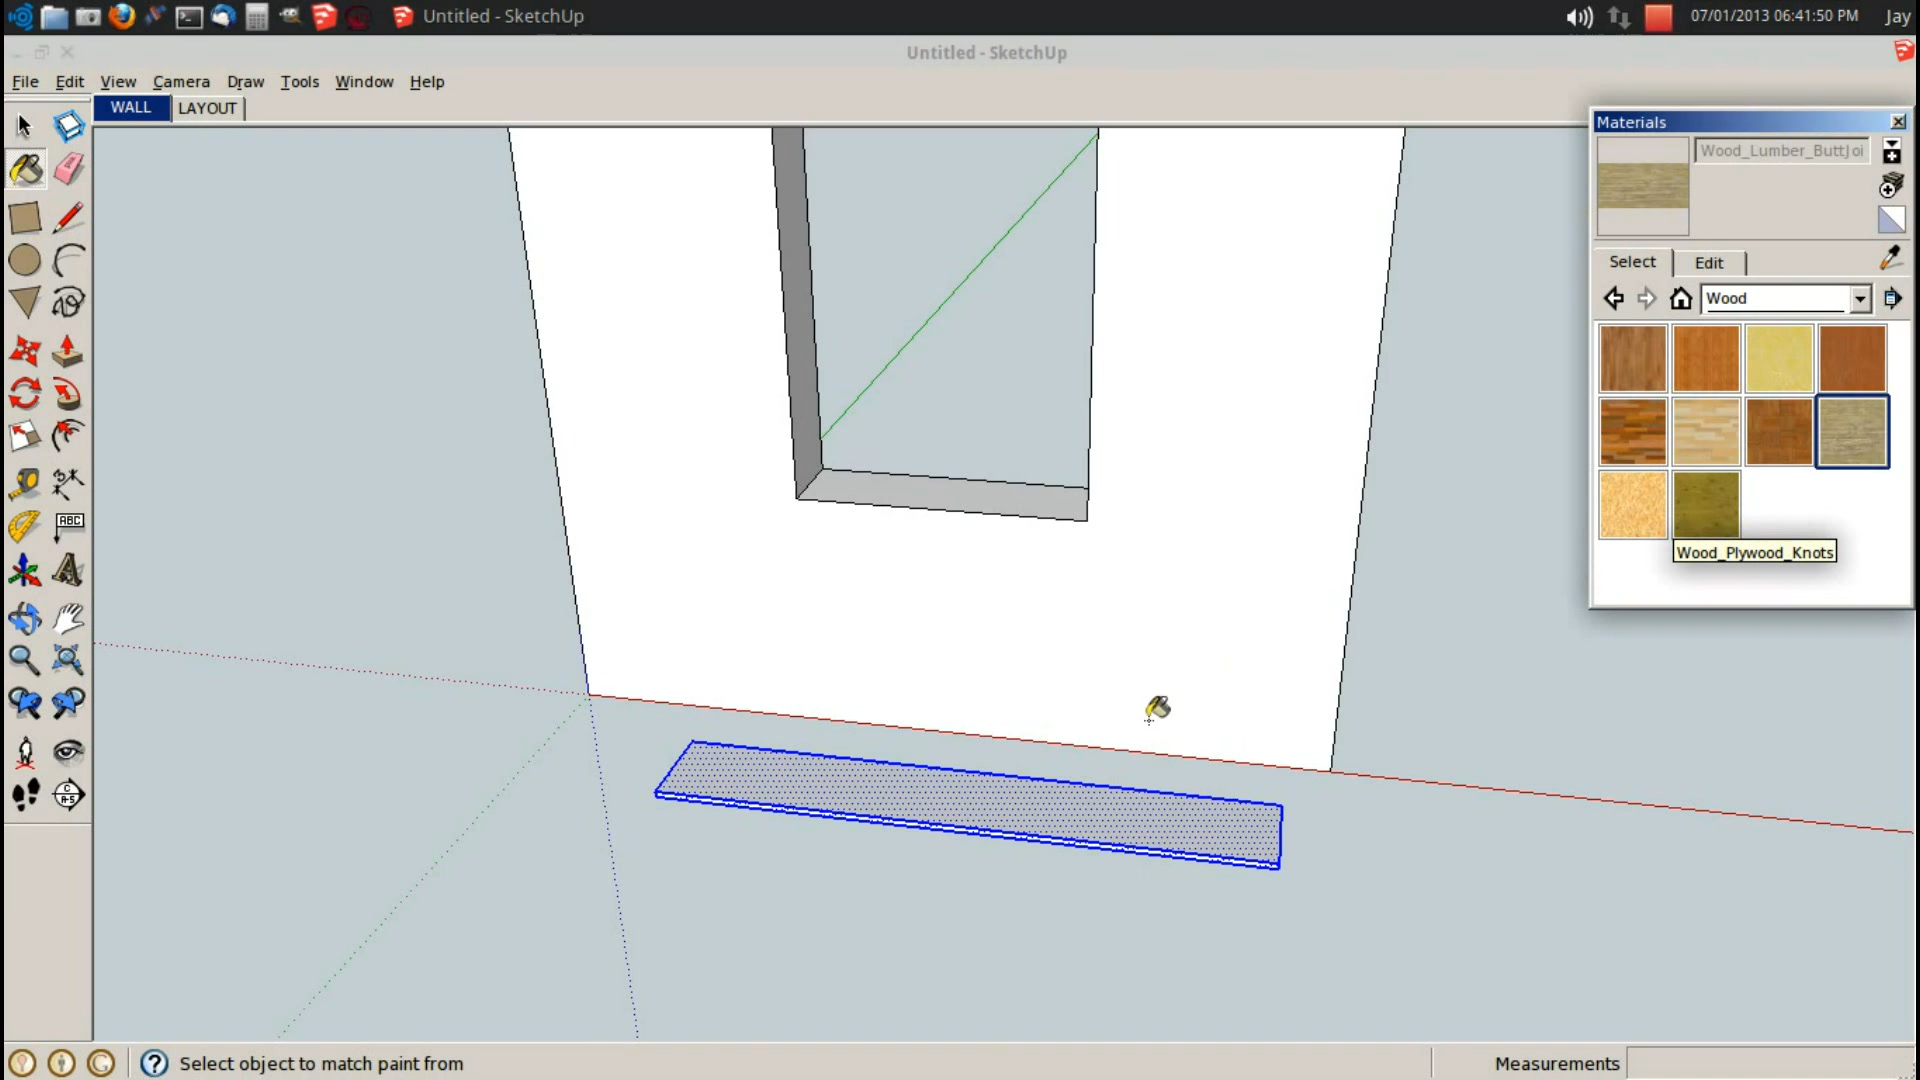 Untitled - SketchUp
07/01/2013 06:41:50 PM Jay
Untitled - SketchUp
File Edit View Camera Draw Tools Window Help
WALL LAYOUT
Materials
Wood_Lumber_ButtJoi
Select Edit
Wood
ABC
Wood_Plywood_Knots
Select object to match paint from
Measurements